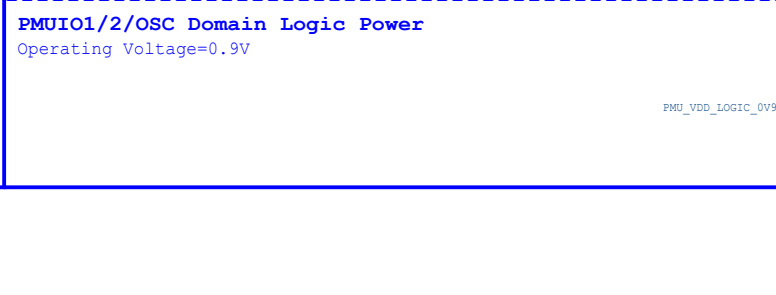 PMUIO1/2/OSC Domain Logic Power
Operating Voltage=0.9V
PMU_VDD_LOGIC_0V9